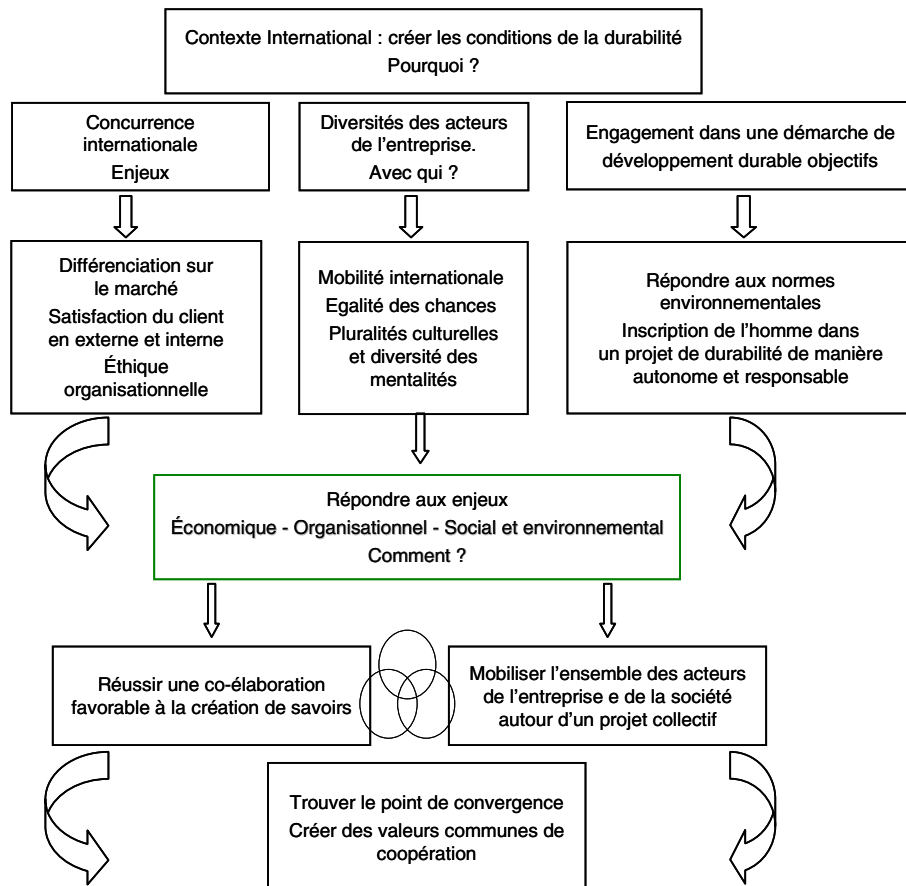 Contexte International : créer les conditions de la durabilité
Pourquoi ?
Concurrence
internationale
Enjeux
Diversités des acteurs
de l’entreprise.
Avec qui ?
Engagement dans une démarche de
développement durable objectifs
Différenciation sur
le marché
Satisfaction du client
en externe et interne
Éthique
organisationnelle
Mobilité internationale
Egalité des chances
Pluralités culturelles
et diversité des
mentalités
Répondre aux normes
environnementales
Inscription de l’homme dans
un projet de durabilité de manière
autonome et responsable
Répondre aux enjeux
Économique - Organisationnel - Social et environnemental
Comment ?
Réussir une co-élaboration
favorable à la création de savoirs
Mobiliser l’ensemble des acteurs
de l’entreprise e de la société
autour d’un projet collectif
Trouver le point de convergence
Créer des valeurs communes de
coopération